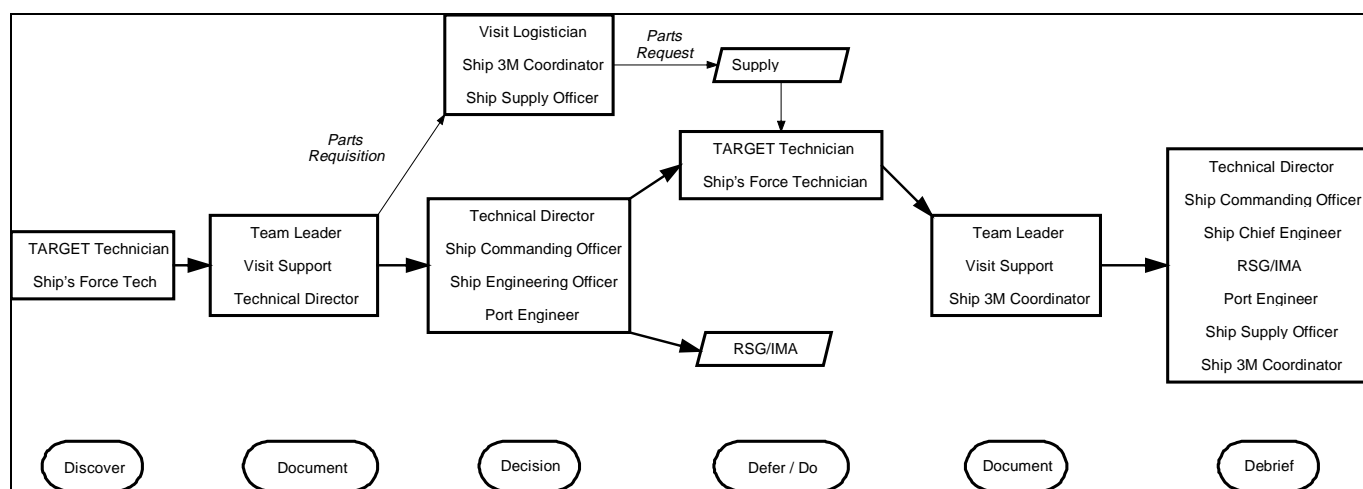 Visit Logistician
Ship 3M Coordinator
Ship Supply Officer
Parts
Request
Supply
Parts
Requisition
TARGET Technician
Ship's Force Tech
Team Leader
Visit Support
Technical Director
Technical Director
Ship Commanding Officer
Ship Engineering Officer
Port Engineer
TARGET Technician
Ship's Force Technician
RSG/IMA
Team Leader
Visit Support
Ship 3M Coordinator
Technical Director
Ship Commanding Officer
Ship Chief Engineer
RSG/IMA
Port Engineer
Ship Supply Officer
Ship 3M Coordinator
Discover
Document
Decision
Defer / Do
Document
Debrief